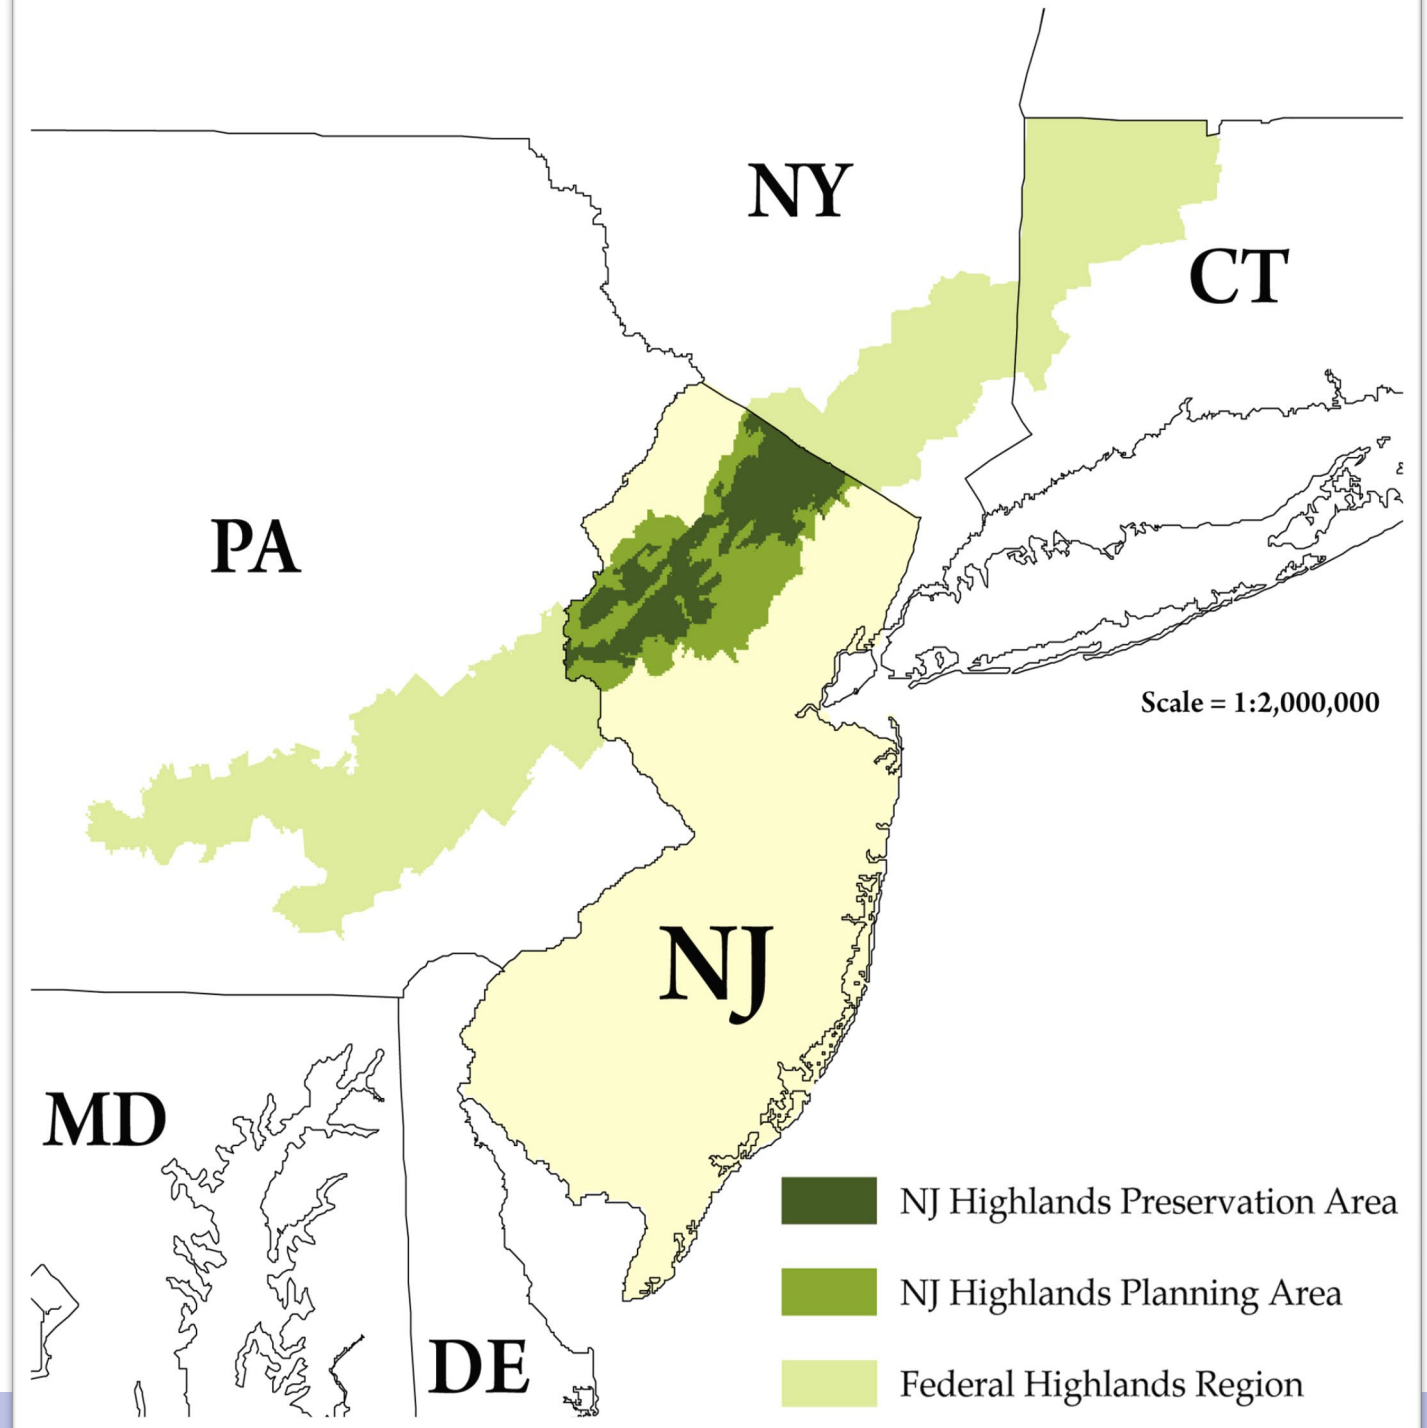 NY
CT
PA
Scale = 1:2,000,000
NJ
MD
NJ Highlands Preservation Area
NJ Highlands Planning Area
DE
Federal Highlands Region